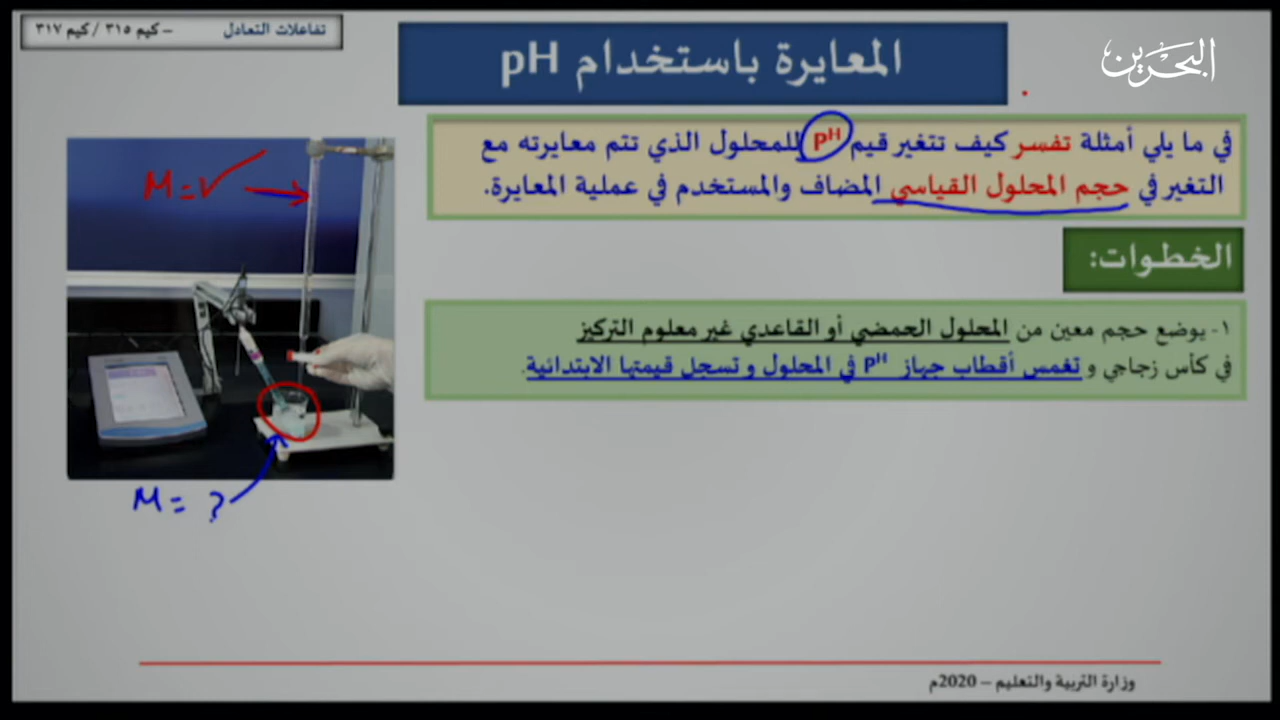 تفاعلات التعادل – كيم ٣١٥ / كيم ٣١٧
البحرين
المعايرة باستخدام pH
في ما يلي أمثلة تفسر كيف تتغير قيم pH للمحلول الذي تتم معايرته مع
التغير في حجم المحلول القياسي المضاف والمستخدم في عملية المعايرة.
الخطوات:
١- يوضع حجم معين من المحلول الحمضي أو القاعدي غير معلوم التركيز
في كأس زجاجي و تغمس أقطاب جهاز pH في المحلول و تسجل قيمتها الابتدائية.
M = ✓
M = ?
وزارة التربية والتعليم – 2020م